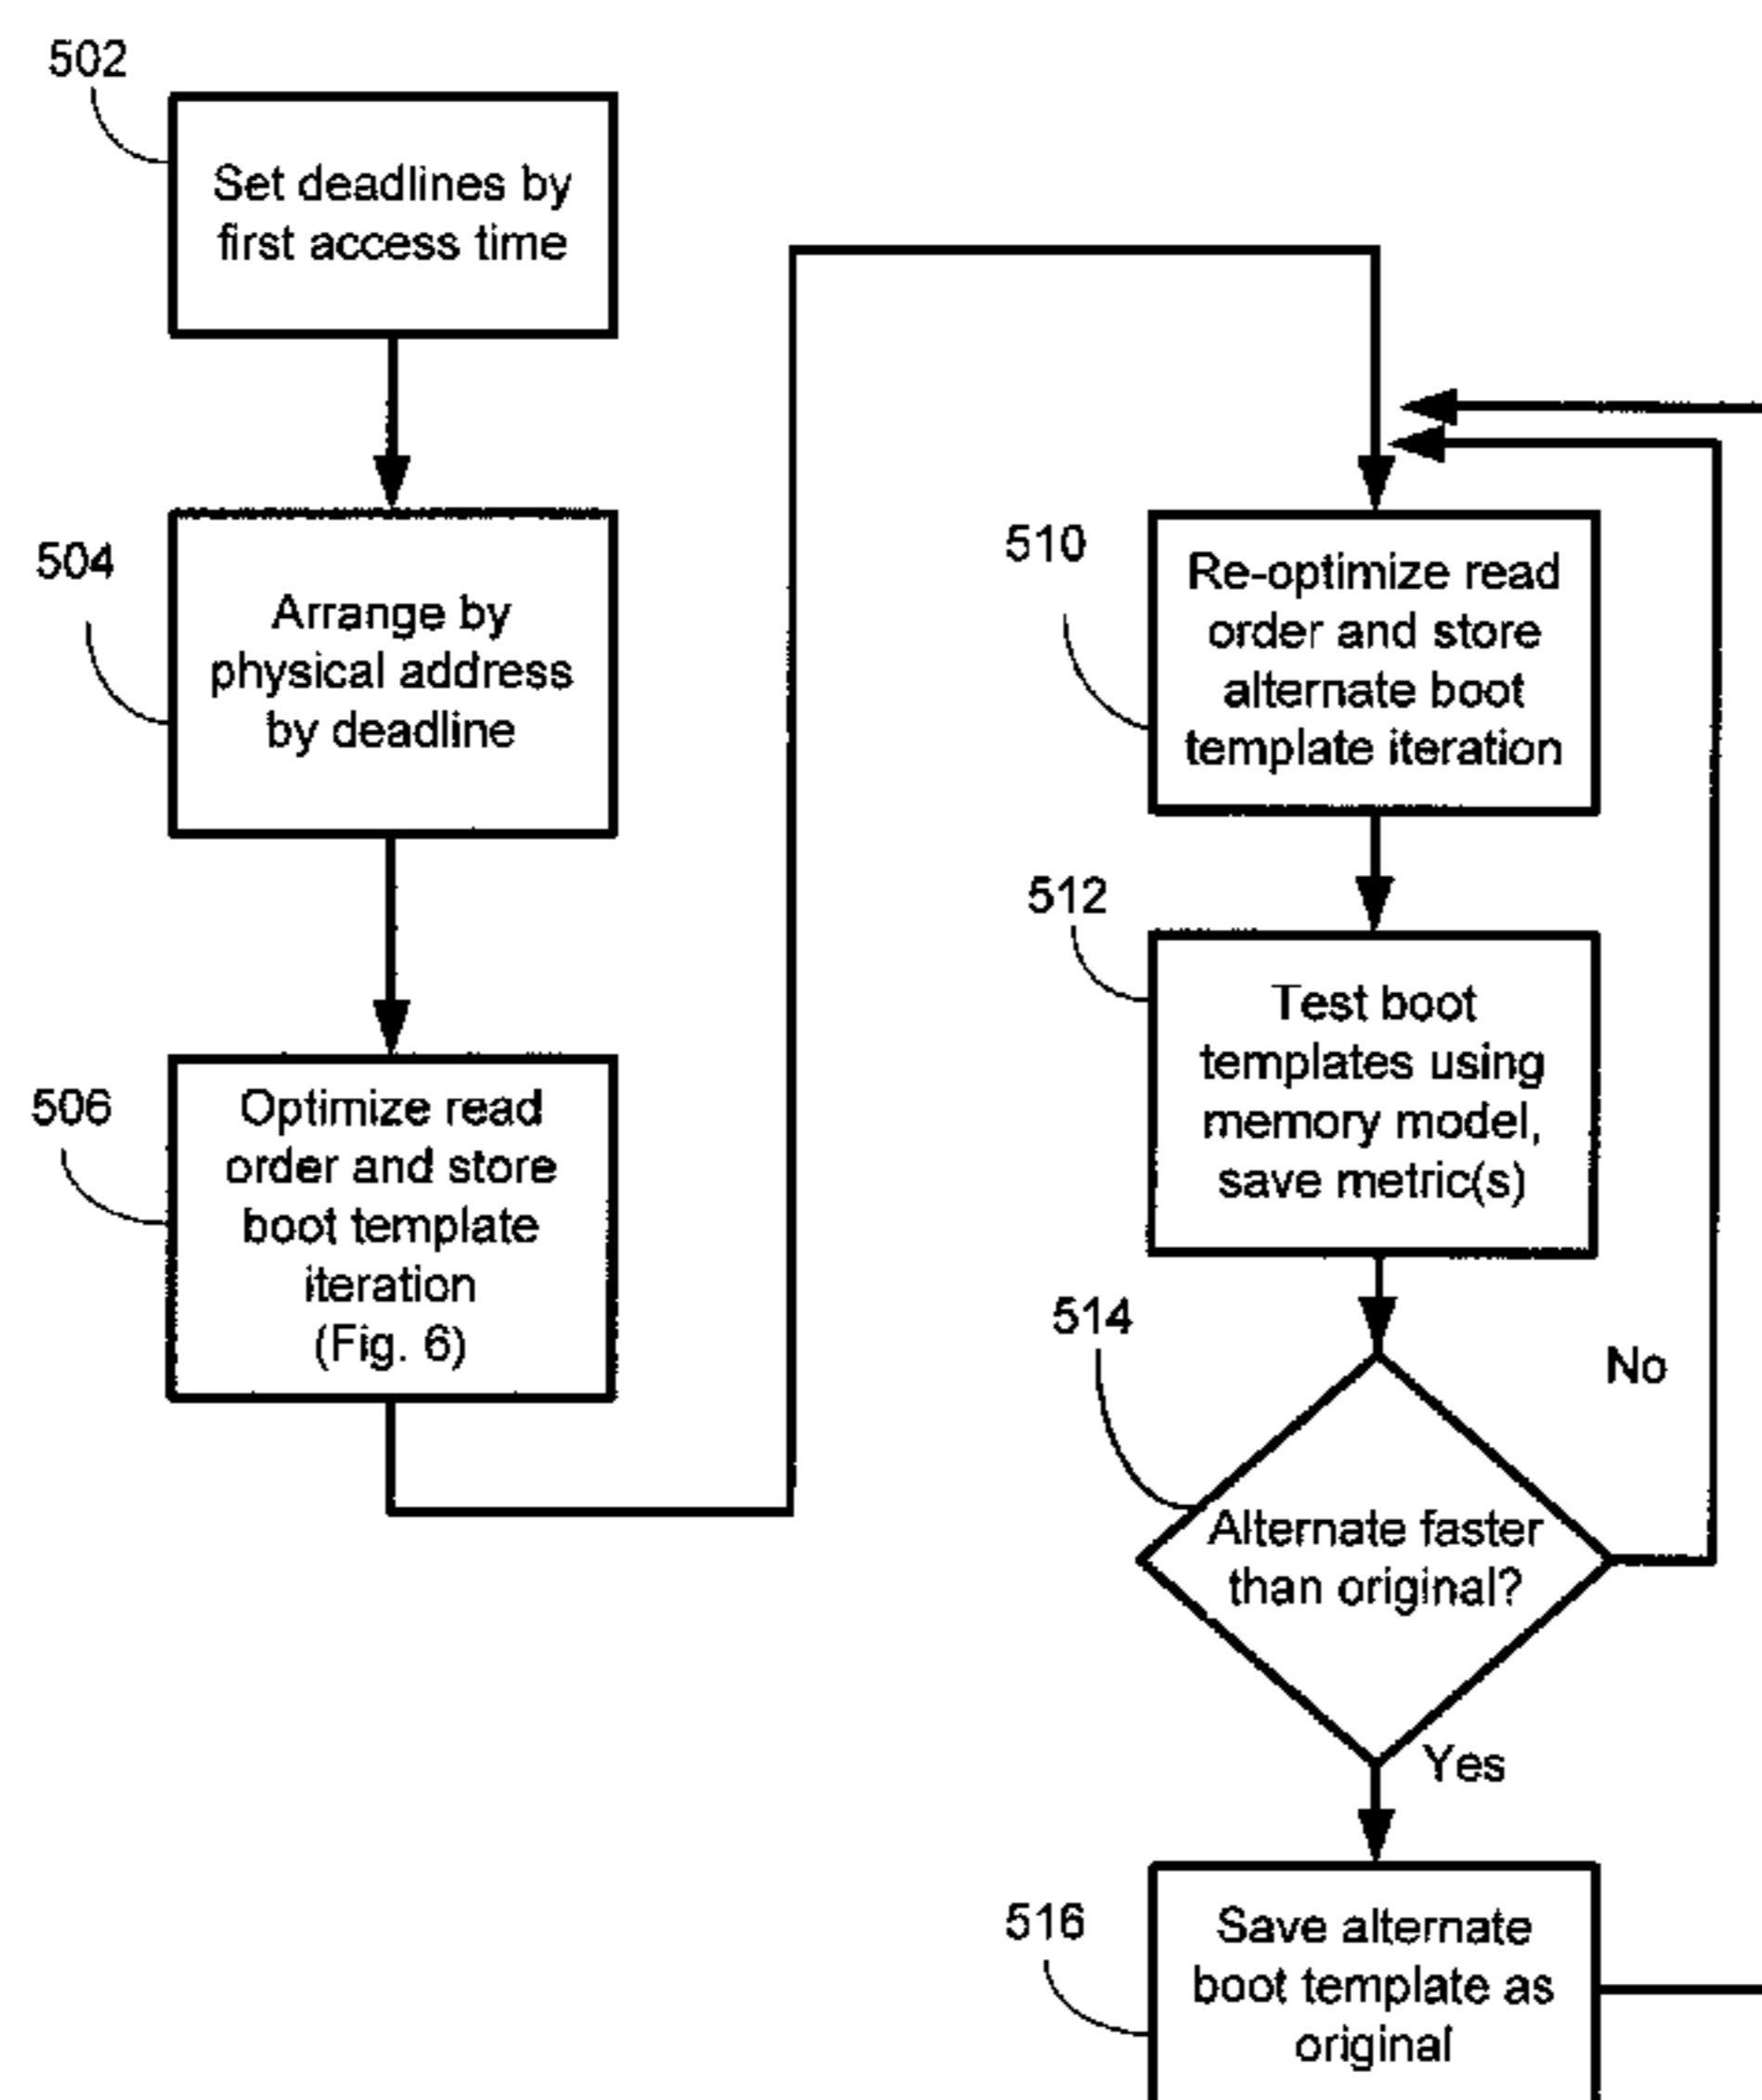 502
Set deadlines by
first access time
504
Arrange by
physical address
by deadline
506
Optimize read
order and store
boot template
iteration
(Fig. 6)
510
Re-optimize read
order and store
alternate boot
template iteration
512
Test boot
templates using
memory model,
save metric(s)
514
No
Alternate faster
than original?
Yes
516
Save alternate
boot template as
original